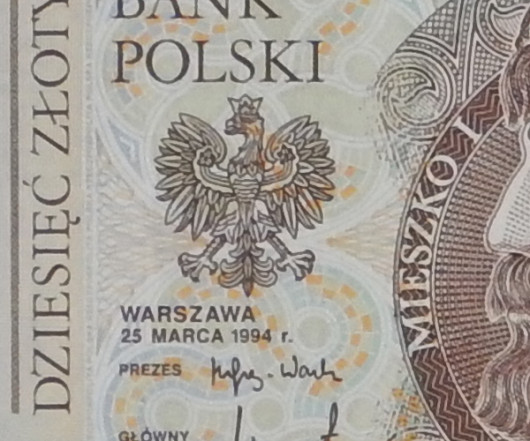 BANK
POLSKI
DZIESIĘĆ ZŁOTY
MIESZKO I
WARSZAWA
25 MARCA 1994 r.
PREZES
GŁÓWNY